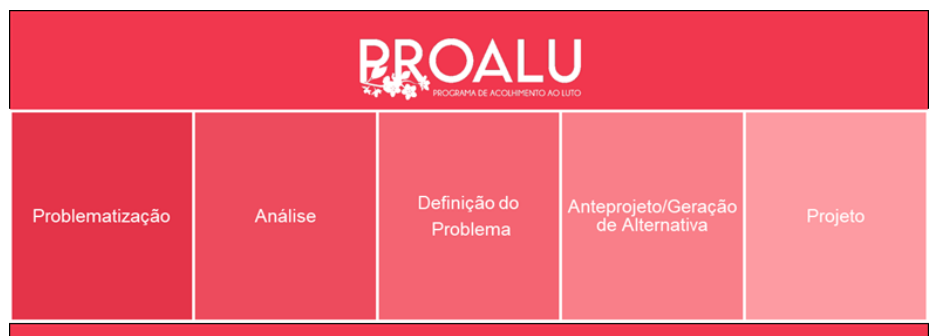 PROALU
PROGRAMA DE ACOLHIMENTO AO LUTO
Problematização
Análise
Definição do
Problema
Anteprojeto/Geração
de Alternativa
Projeto